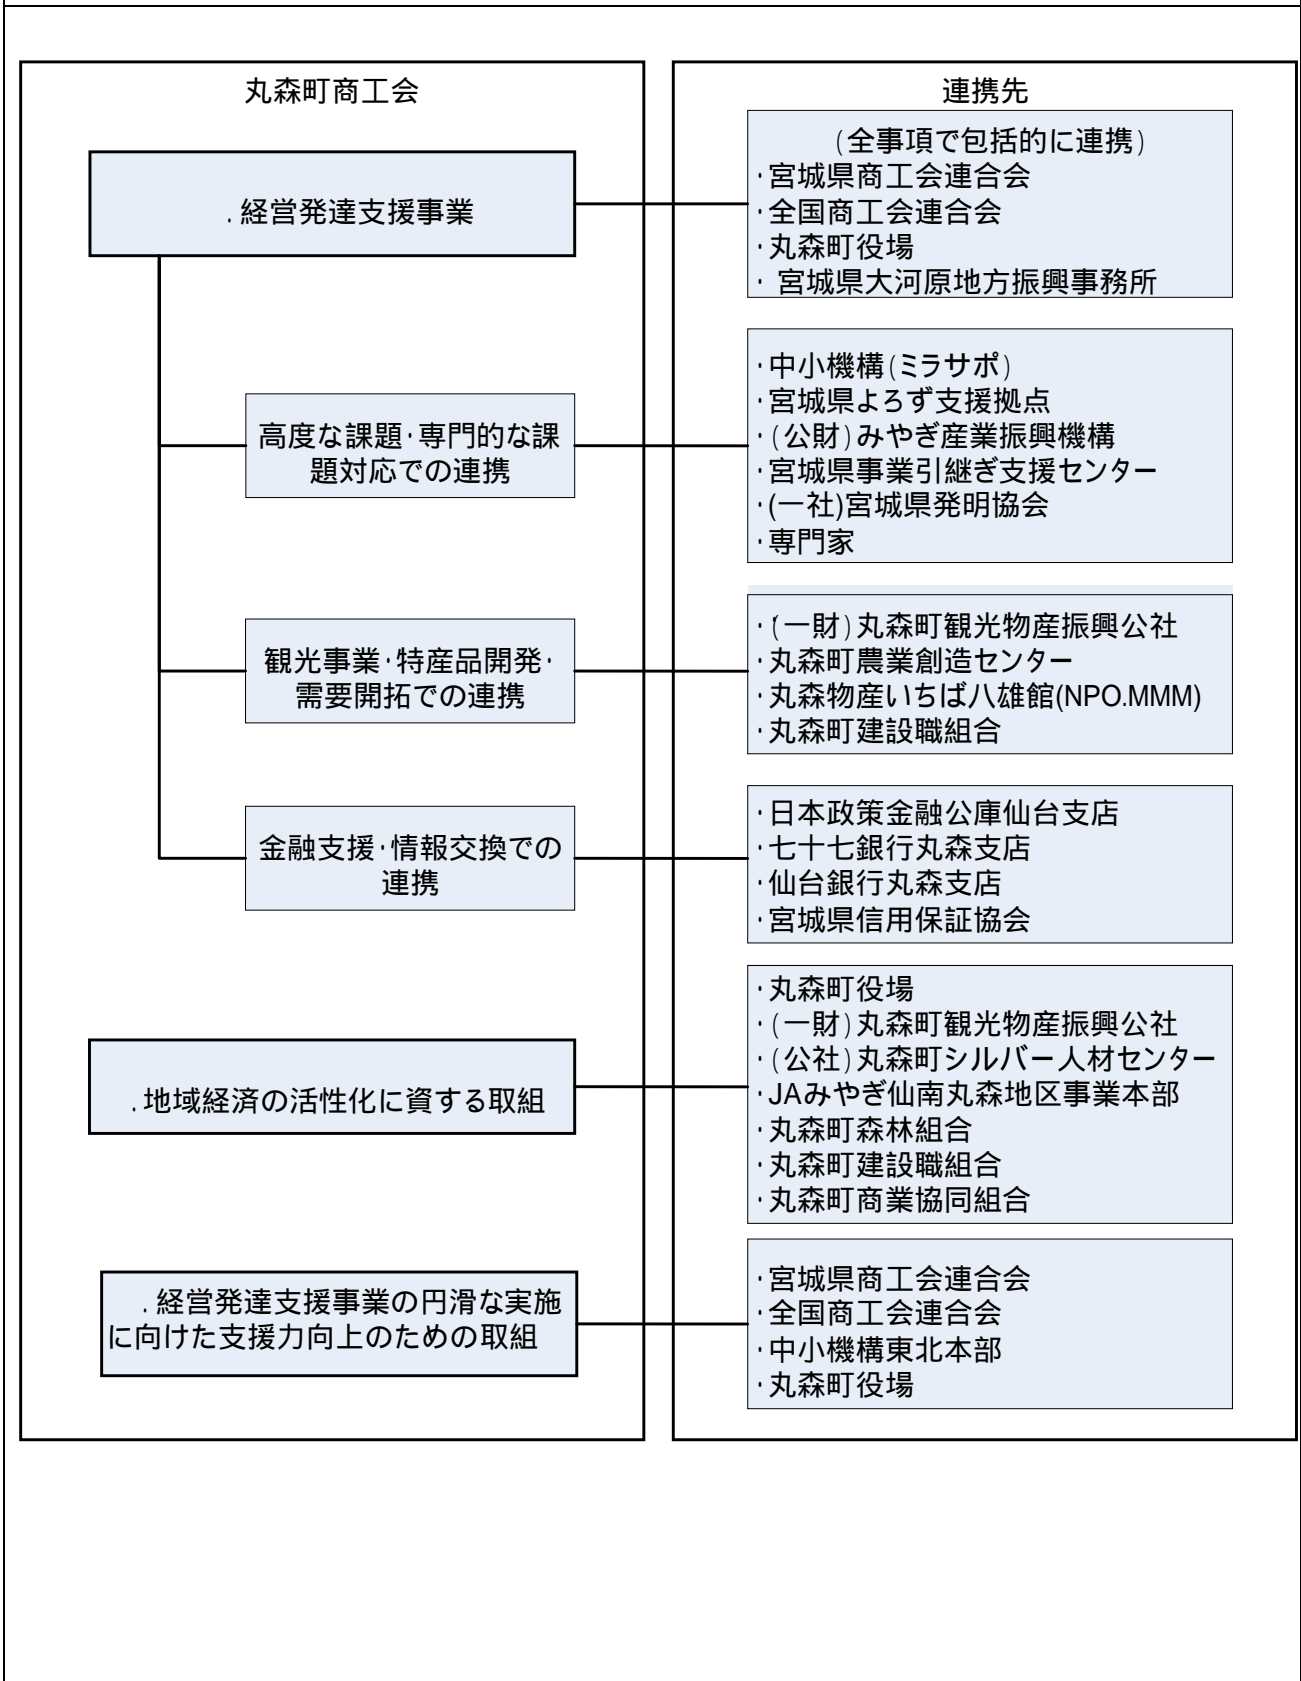 丸森町商工会
連携先
．経営発達支援事業
(全事項で包括的に連携)
・宮城県商工会連合会
・全国商工会連合会
・丸森町役場
・ 宮城県大河原地方振興事務所
高度な課題・専門的な課
題対応での連携
・中小機構(ミラサポ)
・宮城県よろず支援拠点
・(公財)みやぎ産業振興機構
・宮城県事業引継ぎ支援センター
・(一社)宮城県発明協会
・専門家
観光事業・特産品開発・
需要開拓での連携
・(一財)丸森町観光物産振興公社
・丸森町農業創造センター
・丸森物産いちば八雄館(NPO.MMM)
・丸森町建設職組合
金融支援・情報交換での
連携
・日本政策金融公庫仙台支店
・七十七銀行丸森支店
・仙台銀行丸森支店
・宮城県信用保証協会
．地域経済の活性化に資する取組
・丸森町役場
・(一財)丸森町観光物産振興公社
・(公社)丸森町シルバー人材センター
・JAみやぎ仙南丸森地区事業本部
・丸森町森林組合
・丸森町建設職組合
・丸森町商業協同組合
．経営発達支援事業の円滑な実施
に向けた支援力向上のための取組
・宮城県商工会連合会
・全国商工会連合会
・中小機構東北本部
・丸森町役場